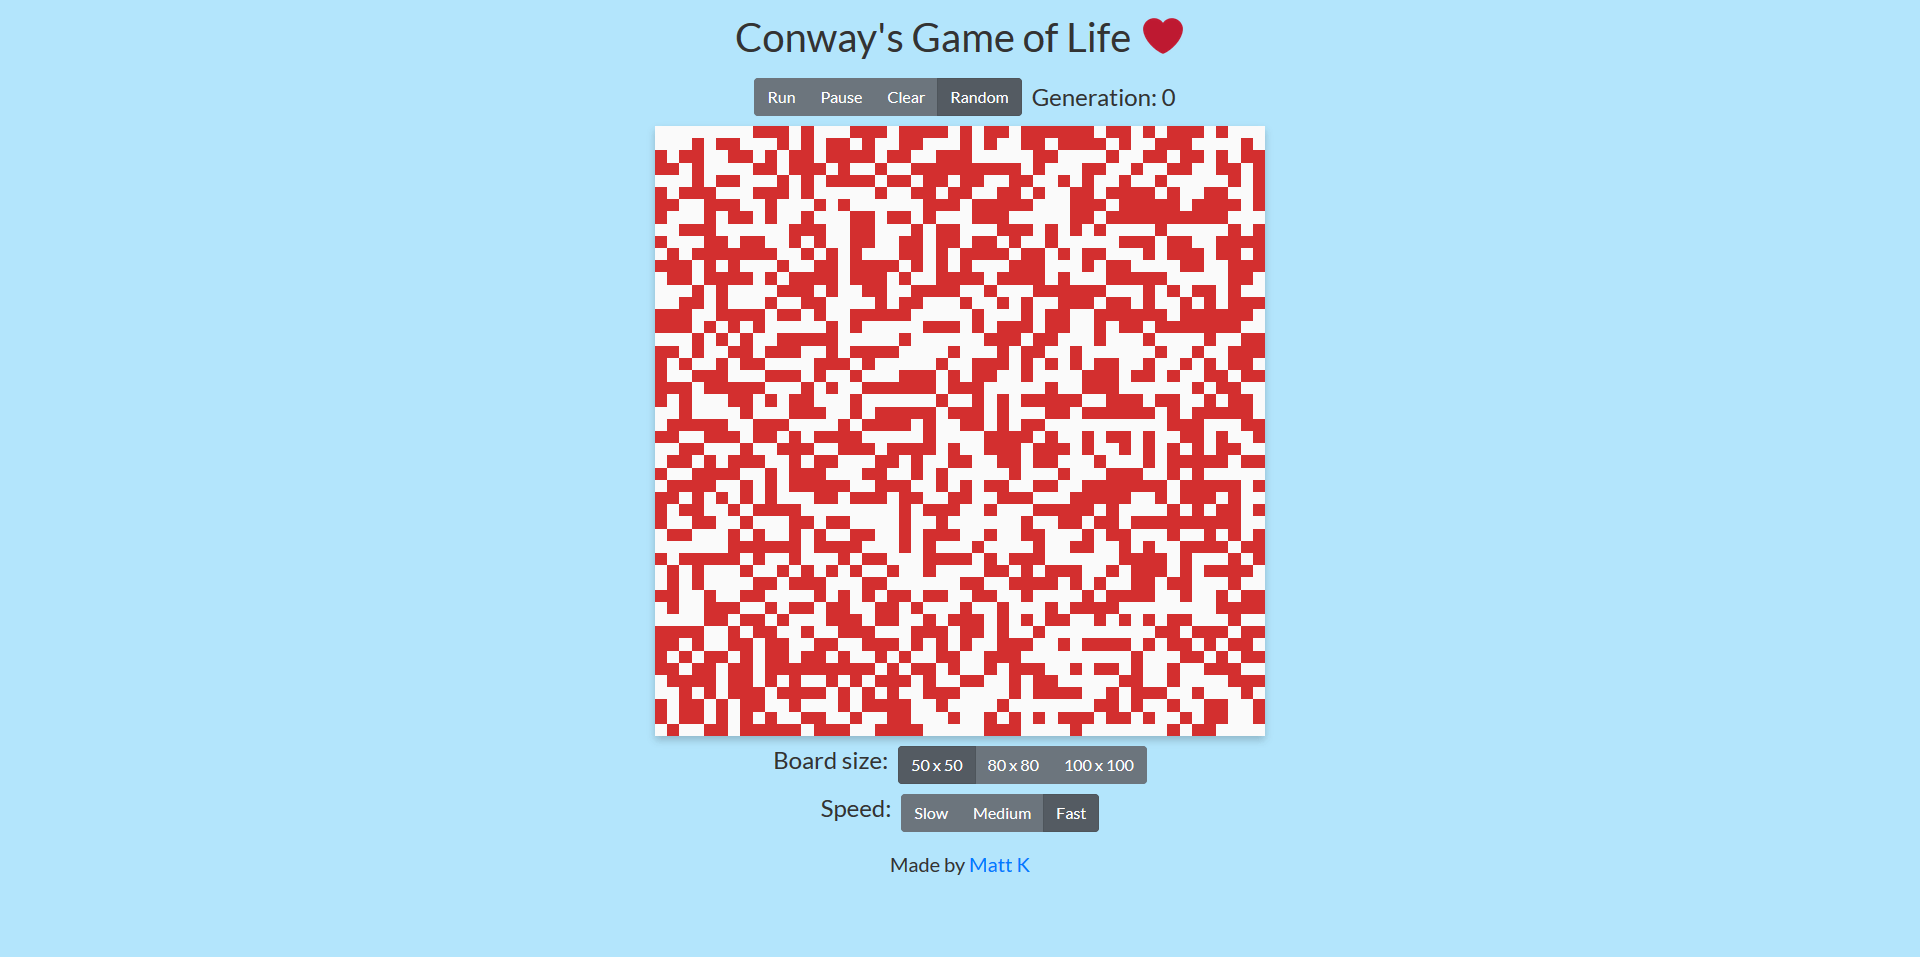 Conway's Game of Life
Run Pause Clear Random Generation: 0
Board size: 50 x 50 80 x 80 100 x 100
Speed: Slow Medium Fast
Made by Matt K